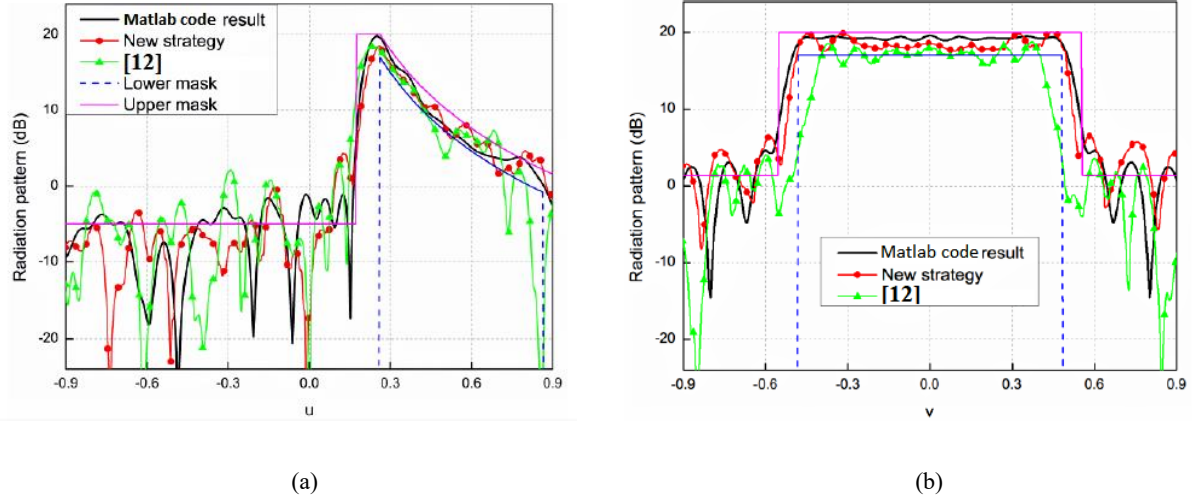 Matlab code result
New strategy
[12]
Lower mask
Upper mask
Radiation pattern (dB)
20
10
0
-10
-20
-0.9 -0.6 -0.3 0.0 0.3 0.6 0.9
u
(a)
Radiation pattern (dB)
20
10
0
-10
-20
Matlab code result
New strategy
[12]
-0.9 -0.6 -0.3 0.0 0.3 0.6 0.9
v
(b)